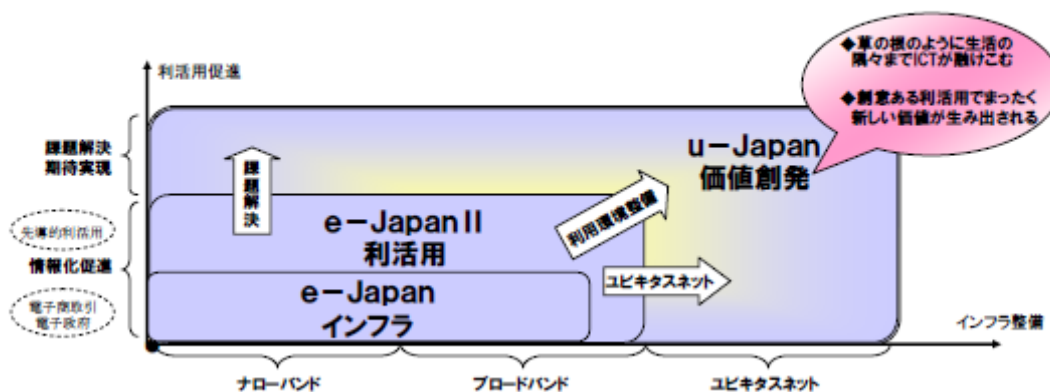 ◆草の根のように生活の
隅々までICTが融けこむ
◆創意ある利活用でまったく
新しい価値が生み出される
利活用促進
課題解決
期待実現
u-Japan
価値創発
課題解決
利用環境整備
先導的利活用
e-JapanⅡ
利活用
情報化促進
ユビキタスネット
電子商取引
電子政府
e-Japan
インフラ
インフラ整備
ナローバンド
ブロードバンド
ユビキタスネット